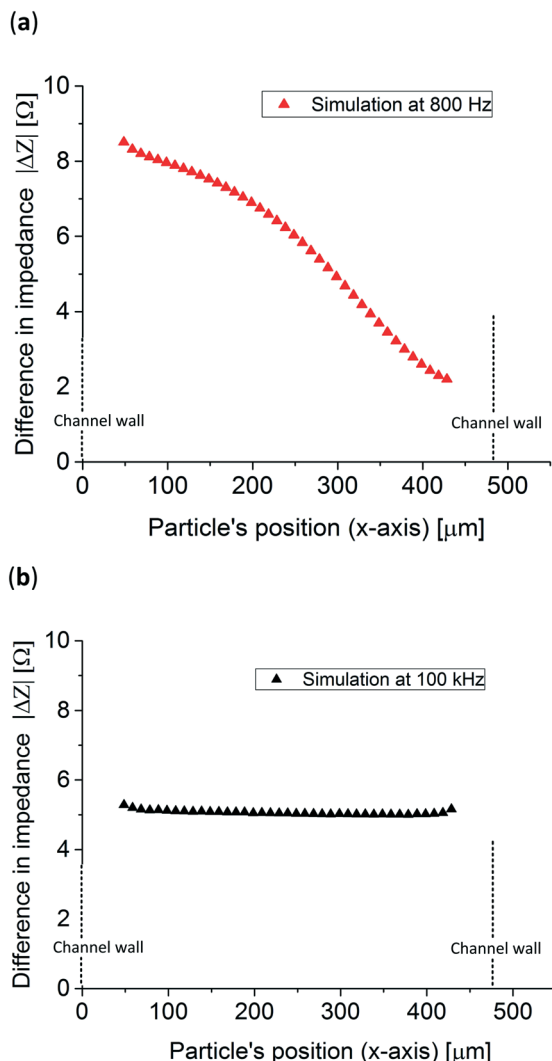 (a)
10
8
6
4
2
0
Difference in impedance |ΔZ| [Ω]
Simulation at 800 Hz
Channel wall
Channel wall
0 100 200 300 400 500
Particle's position (x-axis) [μm]
(b)
10
8
6
4
2
0
Difference in impedance |ΔZ| [Ω]
Simulation at 100 kHz
Channel wall
Channel wall
0 100 200 300 400 500
Particle's position (x-axis) [μm]